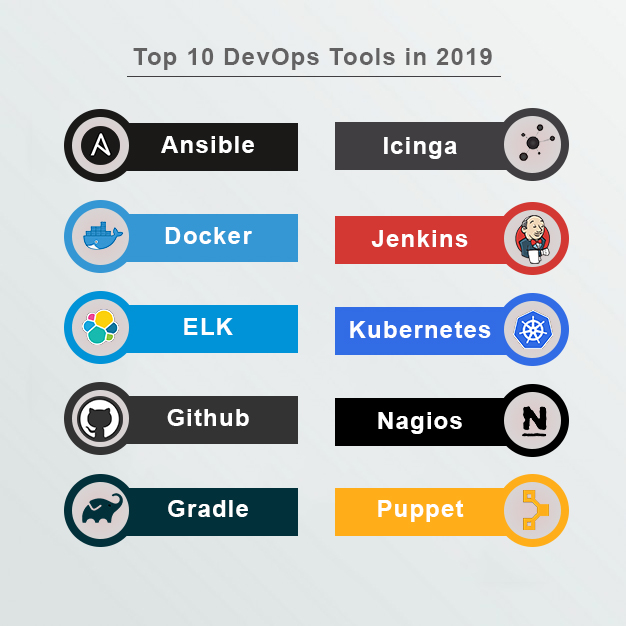 Top 10 DevOps Tools in 2019
Ansible
Icinga
Docker
Jenkins
ELK
Kubernetes
Github
Nagios
Gradle
Puppet